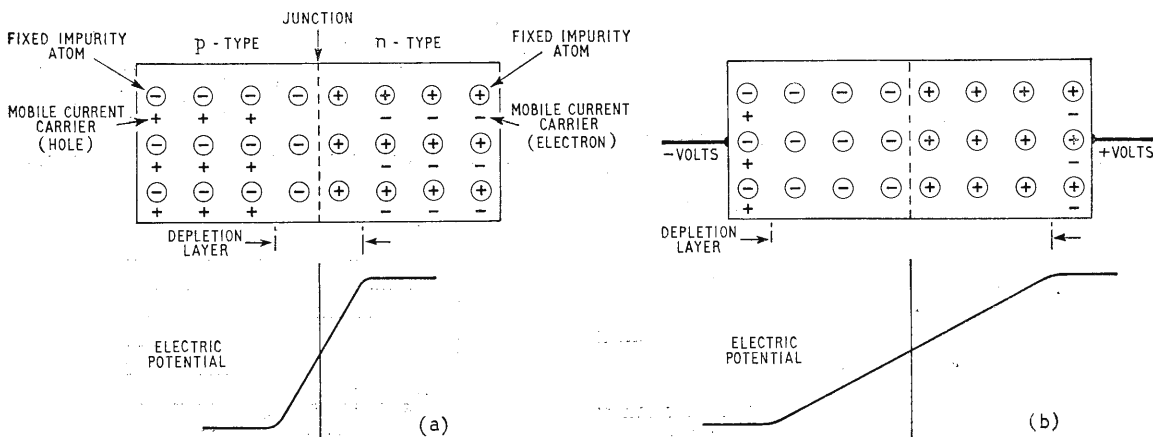 JUNCTION
FIXED IMPURITY
ATOM
p - TYPE
n - TYPE
FIXED IMPURITY
ATOM
MOBILE CURRENT
CARRIER
(HOLE)
MOBILE CURRENT
CARRIER
(ELECTRON)
DEPLETION
LAYER
ELECTRIC
POTENTIAL
(a)
−VOLTS
+VOLTS
DEPLETION
LAYER
ELECTRIC
POTENTIAL
(b)